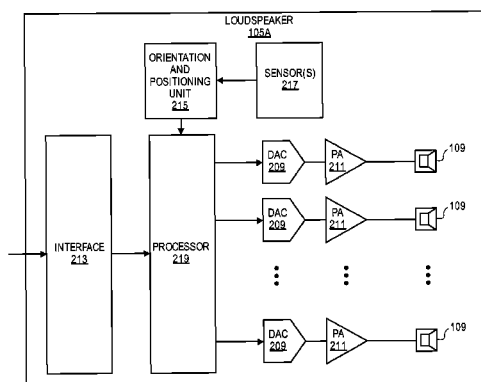 LOUDSPEAKER
105A
ORIENTATION
AND
POSITIONING
UNIT
215
SENSOR(S)
217
DAC
209
PA
211
109
DAC
209
PA
211
109
INTERFACE
213
PROCESSOR
219
DAC
209
PA
211
109